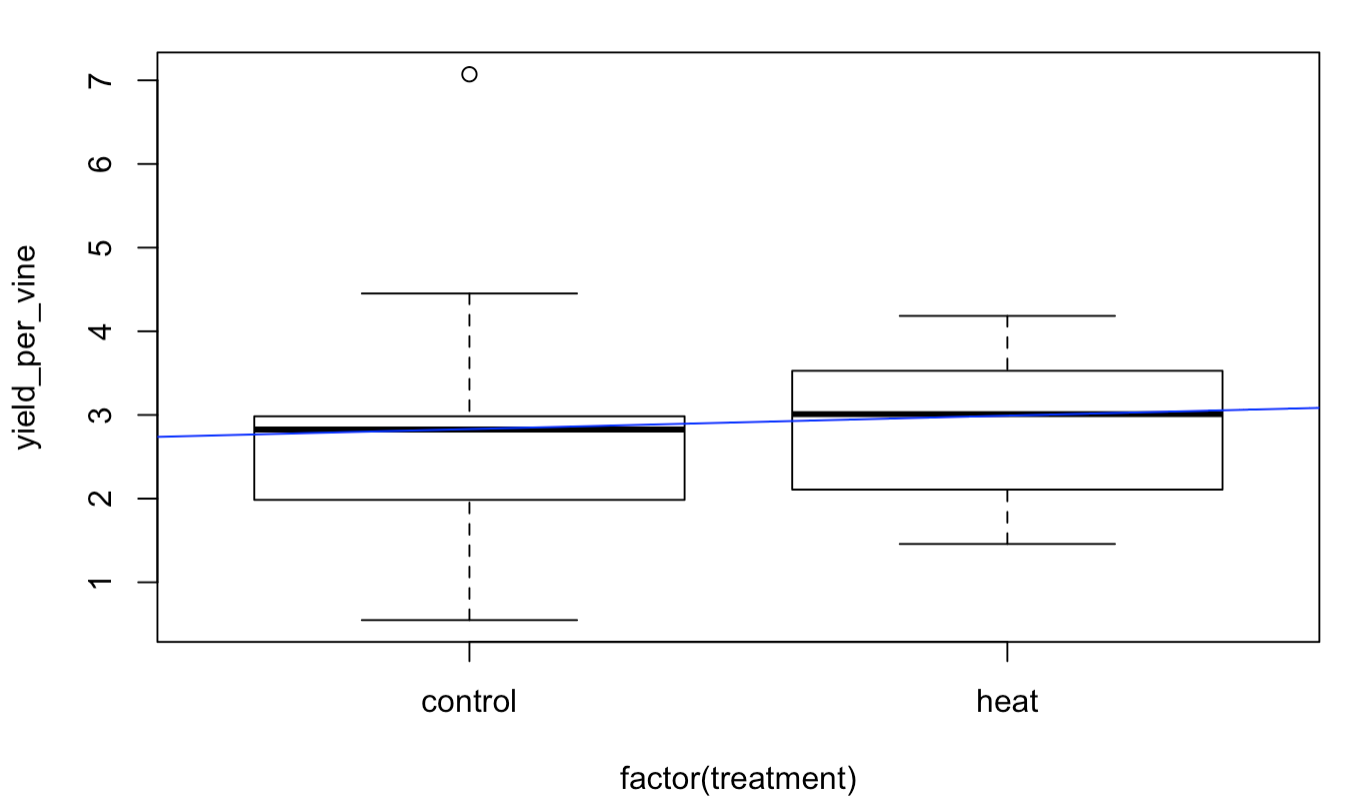 yield_per_vine
7
6
5
4
3
2
1
control heat
factor(treatment)